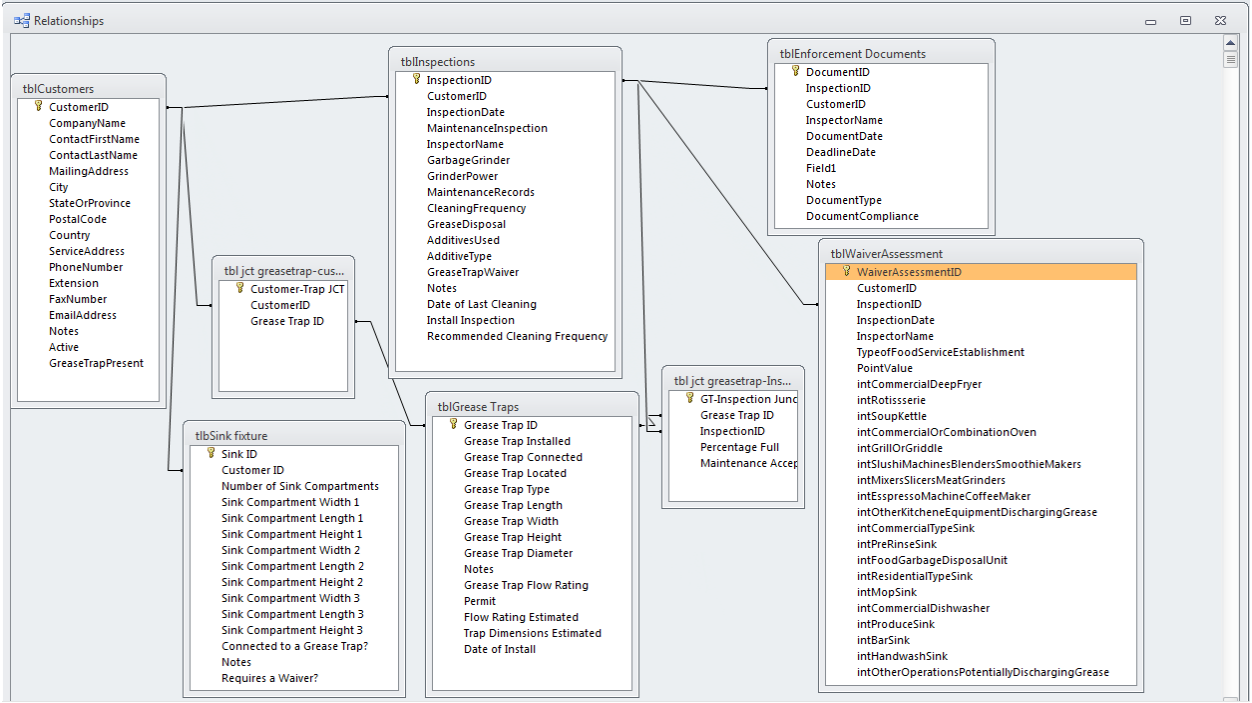 Relationships
tblCustomers
CustomerID
CompanyName
ContactFirstName
ContactLastName
MailingAddress
City
StateOrProvince
PostalCode
Country
ServiceAddress
PhoneNumber
Extension
FaxNumber
EmailAddress
Notes
Active
GreaseTrapPresent
tbl jct greasetrap-cus...
Customer-Trap JCT
CustomerID
Grease Trap ID
tlbSink fixture
Sink ID
Customer ID
Number of Sink Compartments
Sink Compartment Width 1
Sink Compartment Length 1
Sink Compartment Height 1
Sink Compartment Width 2
Sink Compartment Length 2
Sink Compartment Height 2
Sink Compartment Width 3
Sink Compartment Length 3
Sink Compartment Height 3
Connected to a Grease Trap?
Notes
Requires a Waiver?
tblInspections
InspectionID
CustomerID
InspectionDate
MaintenanceInspection
InspectorName
GarbageGrinder
GrinderPower
MaintenanceRecords
CleaningFrequency
GreaseDisposal
AdditivesUsed
AdditiveType
GreaseTrapWaiver
Notes
Date of Last Cleaning
Install Inspection
Recommended Cleaning Frequency
tblGrease Traps
Grease Trap ID
Grease Trap Installed
Grease Trap Connected
Grease Trap Located
Grease Trap Type
Grease Trap Length
Grease Trap Width
Grease Trap Height
Grease Trap Diameter
Notes
Grease Trap Flow Rating
Permit
Flow Rating Estimated
Trap Dimensions Estimated
Date of Install
tbl jct greasetrap-Ins...
GT-Inspection Junc
Grease Trap ID
InspectionID
Percentage Full
Maintenance Accep
tblEnforcement Documents
DocumentID
InspectionID
CustomerID
InspectorName
DocumentDate
DeadlineDate
Field1
Notes
DocumentType
DocumentCompliance
tblWaiverAssessment
WaiverAssessmentID
CustomerID
InspectionID
InspectionDate
InspectorName
TypeofFoodServiceEstablishment
PointValue
intCommercialDeepFryer
intRotissserie
intSoupKettle
intCommercialOrCombinationOven
intGrillOrGriddle
intSlushiMachinesBlendersSmoothieMakers
intMixersSlicersMeatGrinders
intEsspressoMachineCoffeeMaker
intOtherKitcheneEquipmentDischargingGrease
intCommercialTypeSink
intPreRinseSink
intFoodGarbageDisposalUnit
intResidentialTypeSink
intMopSink
intCommercialDishwasher
intProduceSink
intBarSink
intHandwashSink
intOtherOperationsPotentiallyDischargingGrease